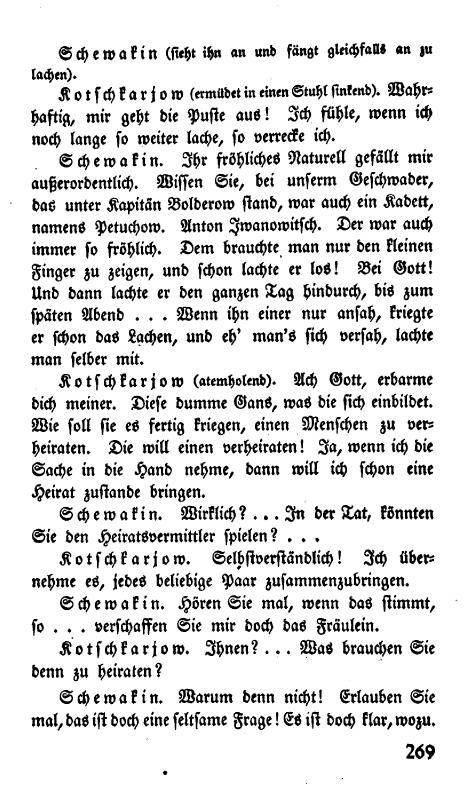 Schewakin (sieht ihn an und fängt gleichfalls an zu
lachen).
Kotschkarjow (ermüdet in einen Stuhl sinkend). Wahr-
haftig, mir geht die Puste aus! Ich fühle, wenn ich
noch lange so weiter lache, so verrecke ich.
Schewakin. Ihr fröhliches Naturell gefällt mir
außerordentlich. Wissen Sie, bei unserm Geschwader,
das unter Kapitän Bolderow stand, war auch ein Kadett,
namens Petuchow. Anton Iwanowitsch. Der war auch
immer so fröhlich. Dem brauchte man nur den kleinen
Finger zu zeigen, und schon lachte er los! Bei Gott!
Und dann lachte er den ganzen Tag hindurch, bis zum
späten Abend . . . Wenn ihn einer nur ansah, kriegte
er schon das Lachen, und eh' man's sich versah, lachte
man selber mit.
Kotschkarjow (atemholend). Ach Gott, erbarme
dich meiner. Diese dumme Gans, was die sich einbildet.
Wie soll sie es fertig kriegen, einen Menschen zu ver-
heiraten. Die will einen verheiraten! Ja, wenn ich die
Sache in die Hand nehme, dann will ich schon eine
Heirat zustande bringen.
Schewakin. Wirklich? . . . In der Tat, könnten
Sie den Heiratsvermittler spielen? . . .
Kotschkarjow. Selbstverständlich! Ich über-
nehme es, jedes beliebige Paar zusammenzubringen.
Schewakin. Hören Sie mal, wenn das stimmt,
so . . . verschaffen Sie mir doch das Fräulein.
Kotschkarjow. Ihnen? . . . Was brauchen Sie
denn zu heiraten?
Schewakin. Warum denn nicht! Erlauben Sie
mal, das ist doch eine seltsame Frage! Es ist doch klar, wozu.
269